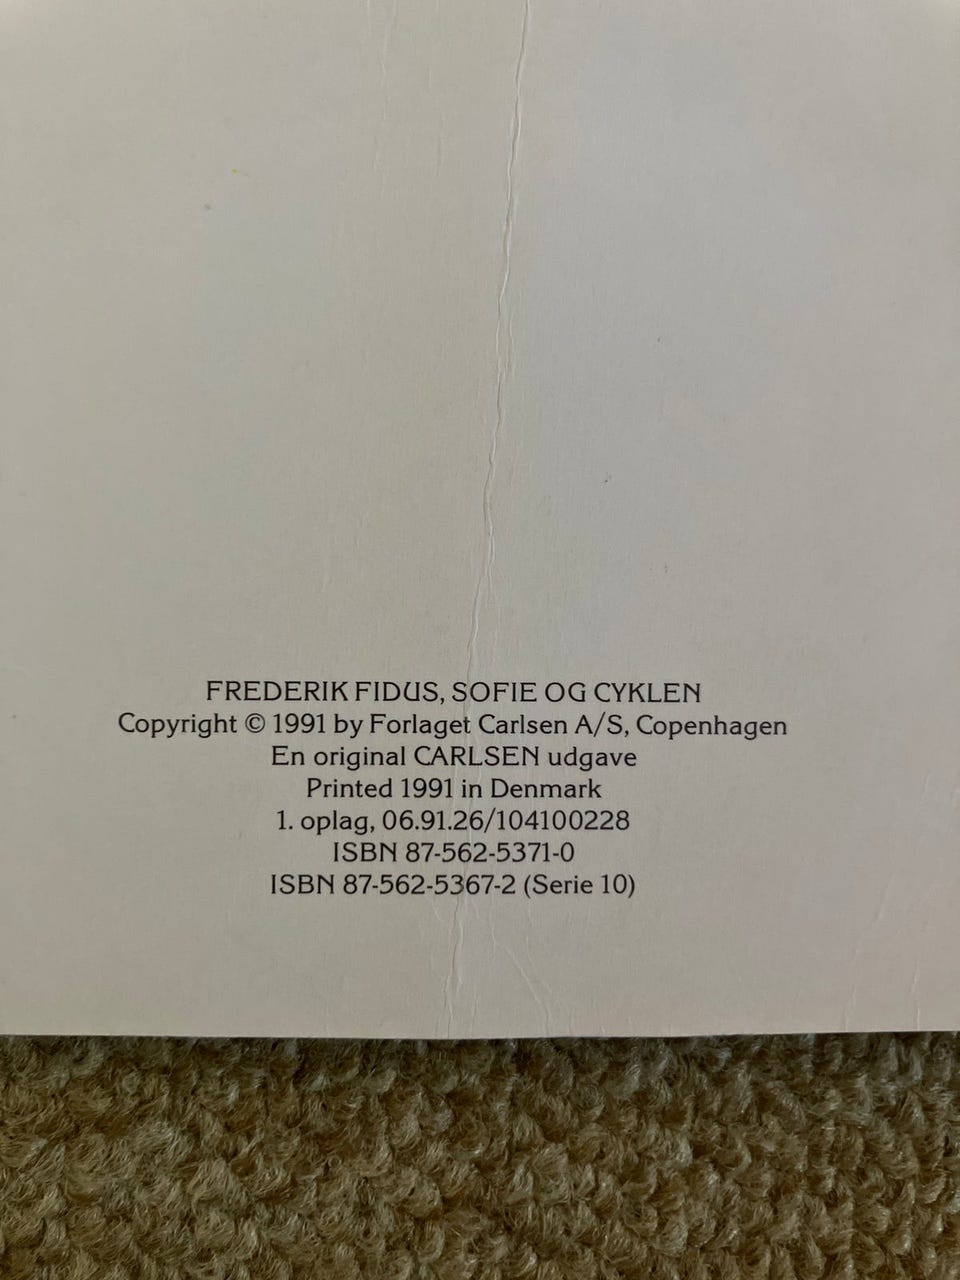 FREDERIK FIDUS, SOFIE OG CYKLEN
Copyright © 1991 by Forlaget Carlsen A/S, Copenhagen
En original CARLSEN udgave
Printed 1991 in Denmark
1. oplag, 06.91.26/104100228
ISBN 87-562-5371-0
ISBN 87-562-5367-2 (Serie 10)